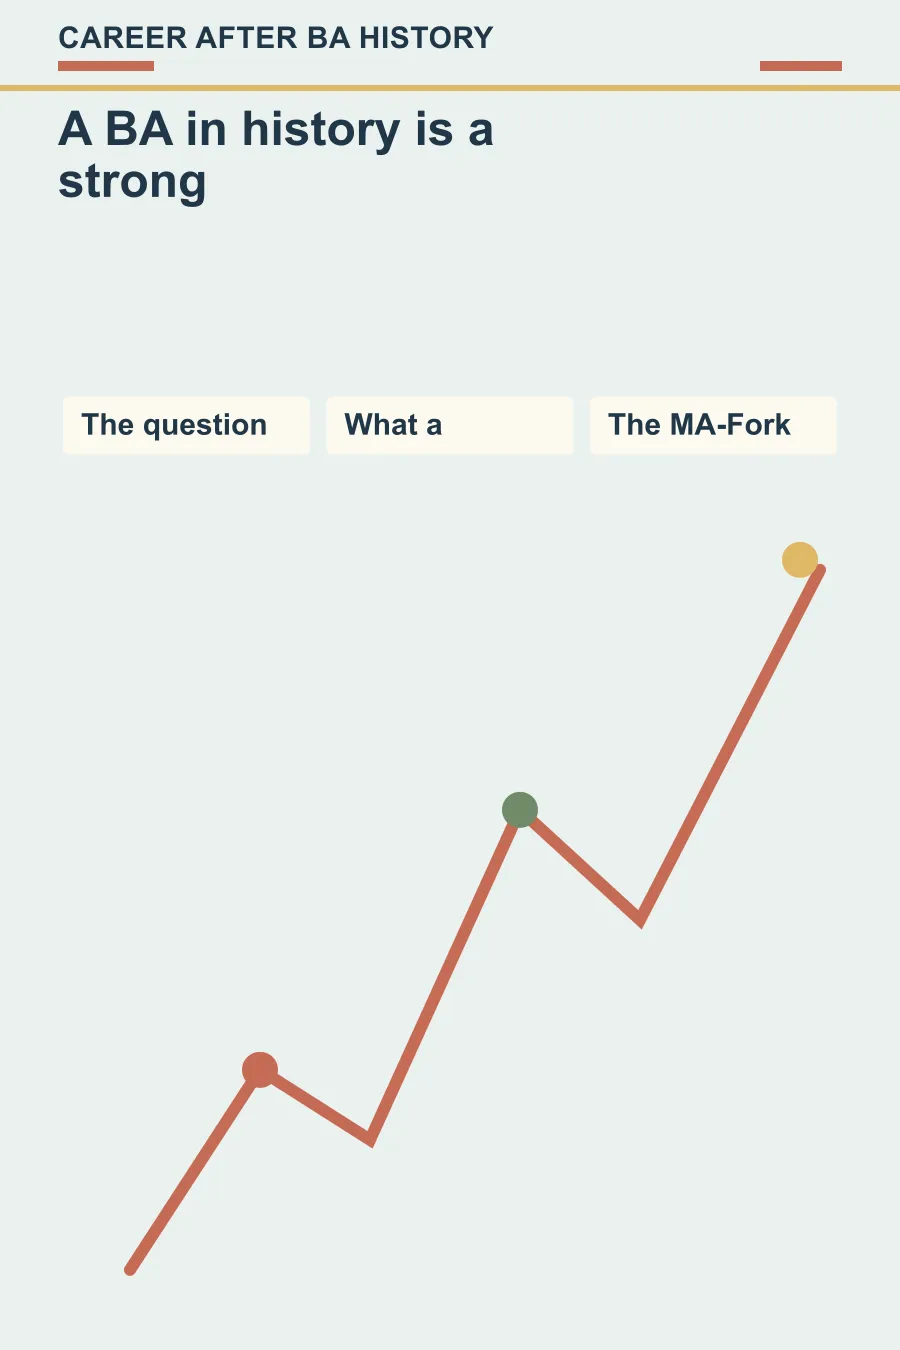 CAREER AFTER BA HISTORY
A BA in history is a
strong
The question
What a
The MA-Fork